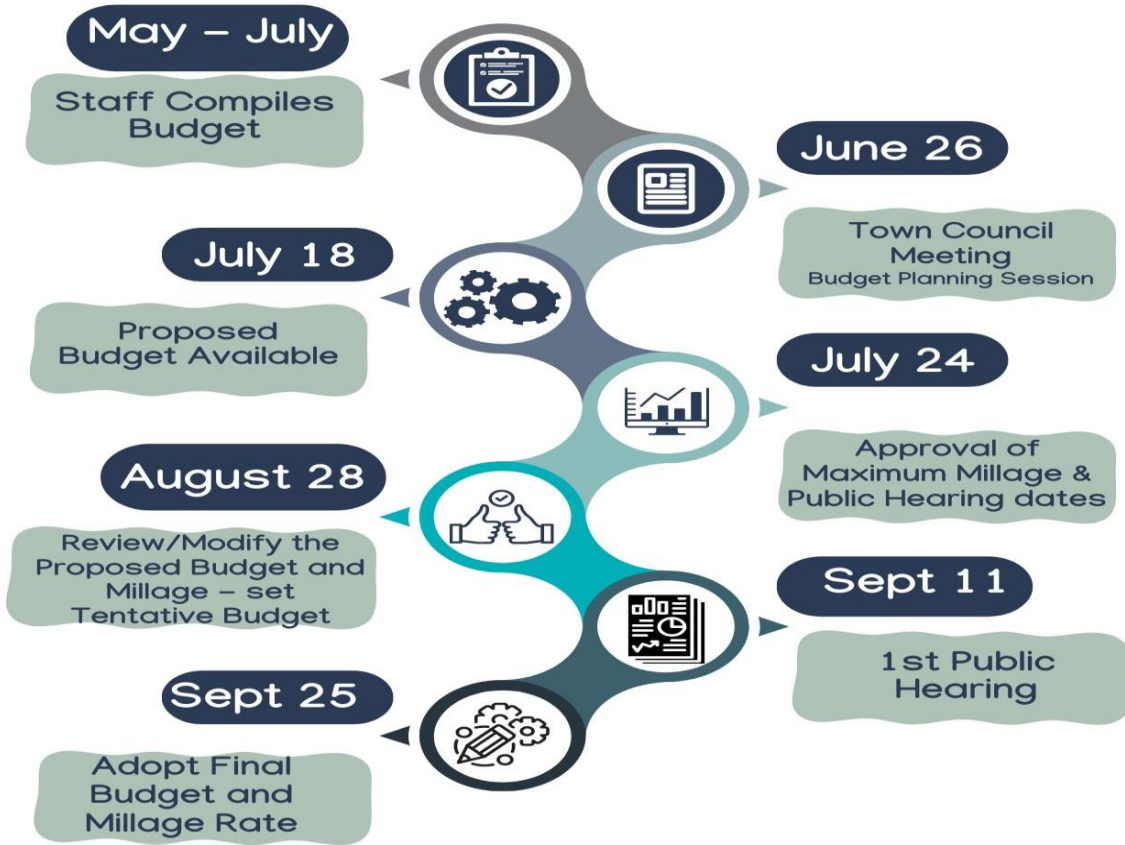 May – July
Staff Compiles
Budget
June 26
Town Council
Meeting
Budget Planning Session
July 18
Proposed
Budget Available
July 24
Approval of
Maximum Millage &
Public Hearing dates
August 28
Review/Modify the
Proposed Budget and
Millage – set
Tentative Budget
Sept 11
1st Public
Hearing
Sept 25
Adopt Final
Budget and
Millage Rate